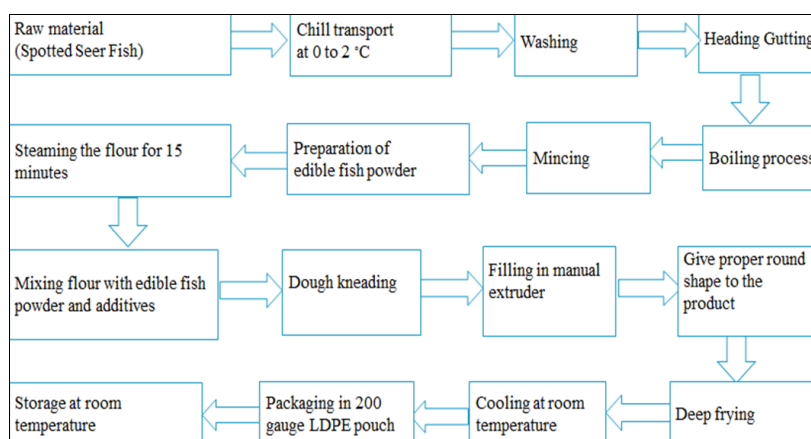 Raw material
(Spotted Seer Fish)
Chill transport
at 0 to 2 °C
Washing
Heading Gutting
Boiling process
Mincing
Preparation of
edible fish powder
Steaming the flour for 15
minutes
Mixing flour with edible fish
powder and additives
Dough kneading
Filling in manual
extruder
Give proper round
shape to the
product
Deep frying
Cooling at room
temperature
Packaging in 200
gauge LDPE pouch
Storage at room
temperature